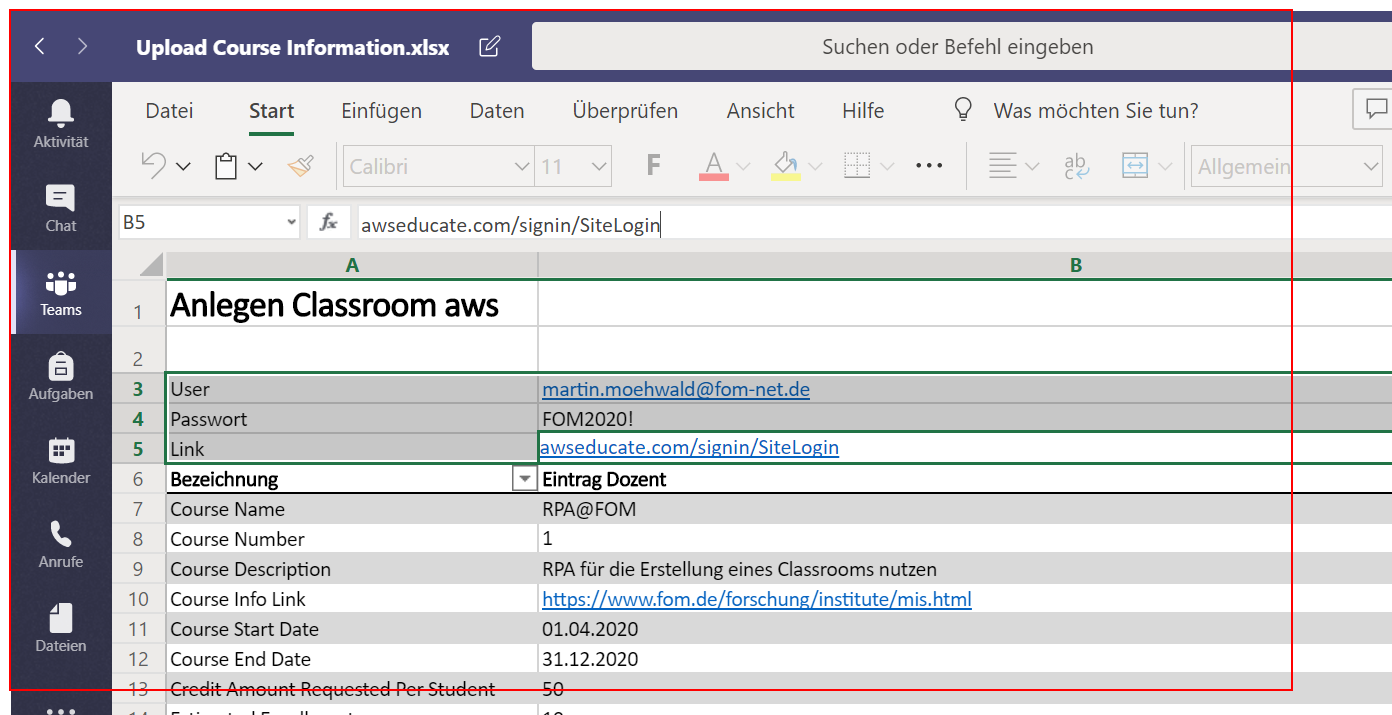 Upload Course Information.xlsx
Suchen oder Befehl eingeben
Aktivität
Chat
Teams
Aufgaben
Kalender
Anrufe
Dateien
Datei Start Einfügen Daten Überprüfen Ansicht Hilfe Was möchten Sie tun?
Calibri 11 F A ab c Allgemein
B5 fx awseducate.com/signin/SiteLogin
A B
1 Anlegen Classroom aws
2
3 User martin.moehwald@fom-net.de
4 Passwort FOM2020!
5 Link awseducate.com/signin/SiteLogin
6 Bezeichnung Eintrag Dozent
7 Course Name RPA@FOM
8 Course Number 1
9 Course Description RPA für die Erstellung eines Classrooms nutzen
10 Course Info Link https://www.fom.de/forschung/institute/mis.html
11 Course Start Date 01.04.2020
12 Course End Date 31.12.2020
13 Credit Amount Requested Per Student 50